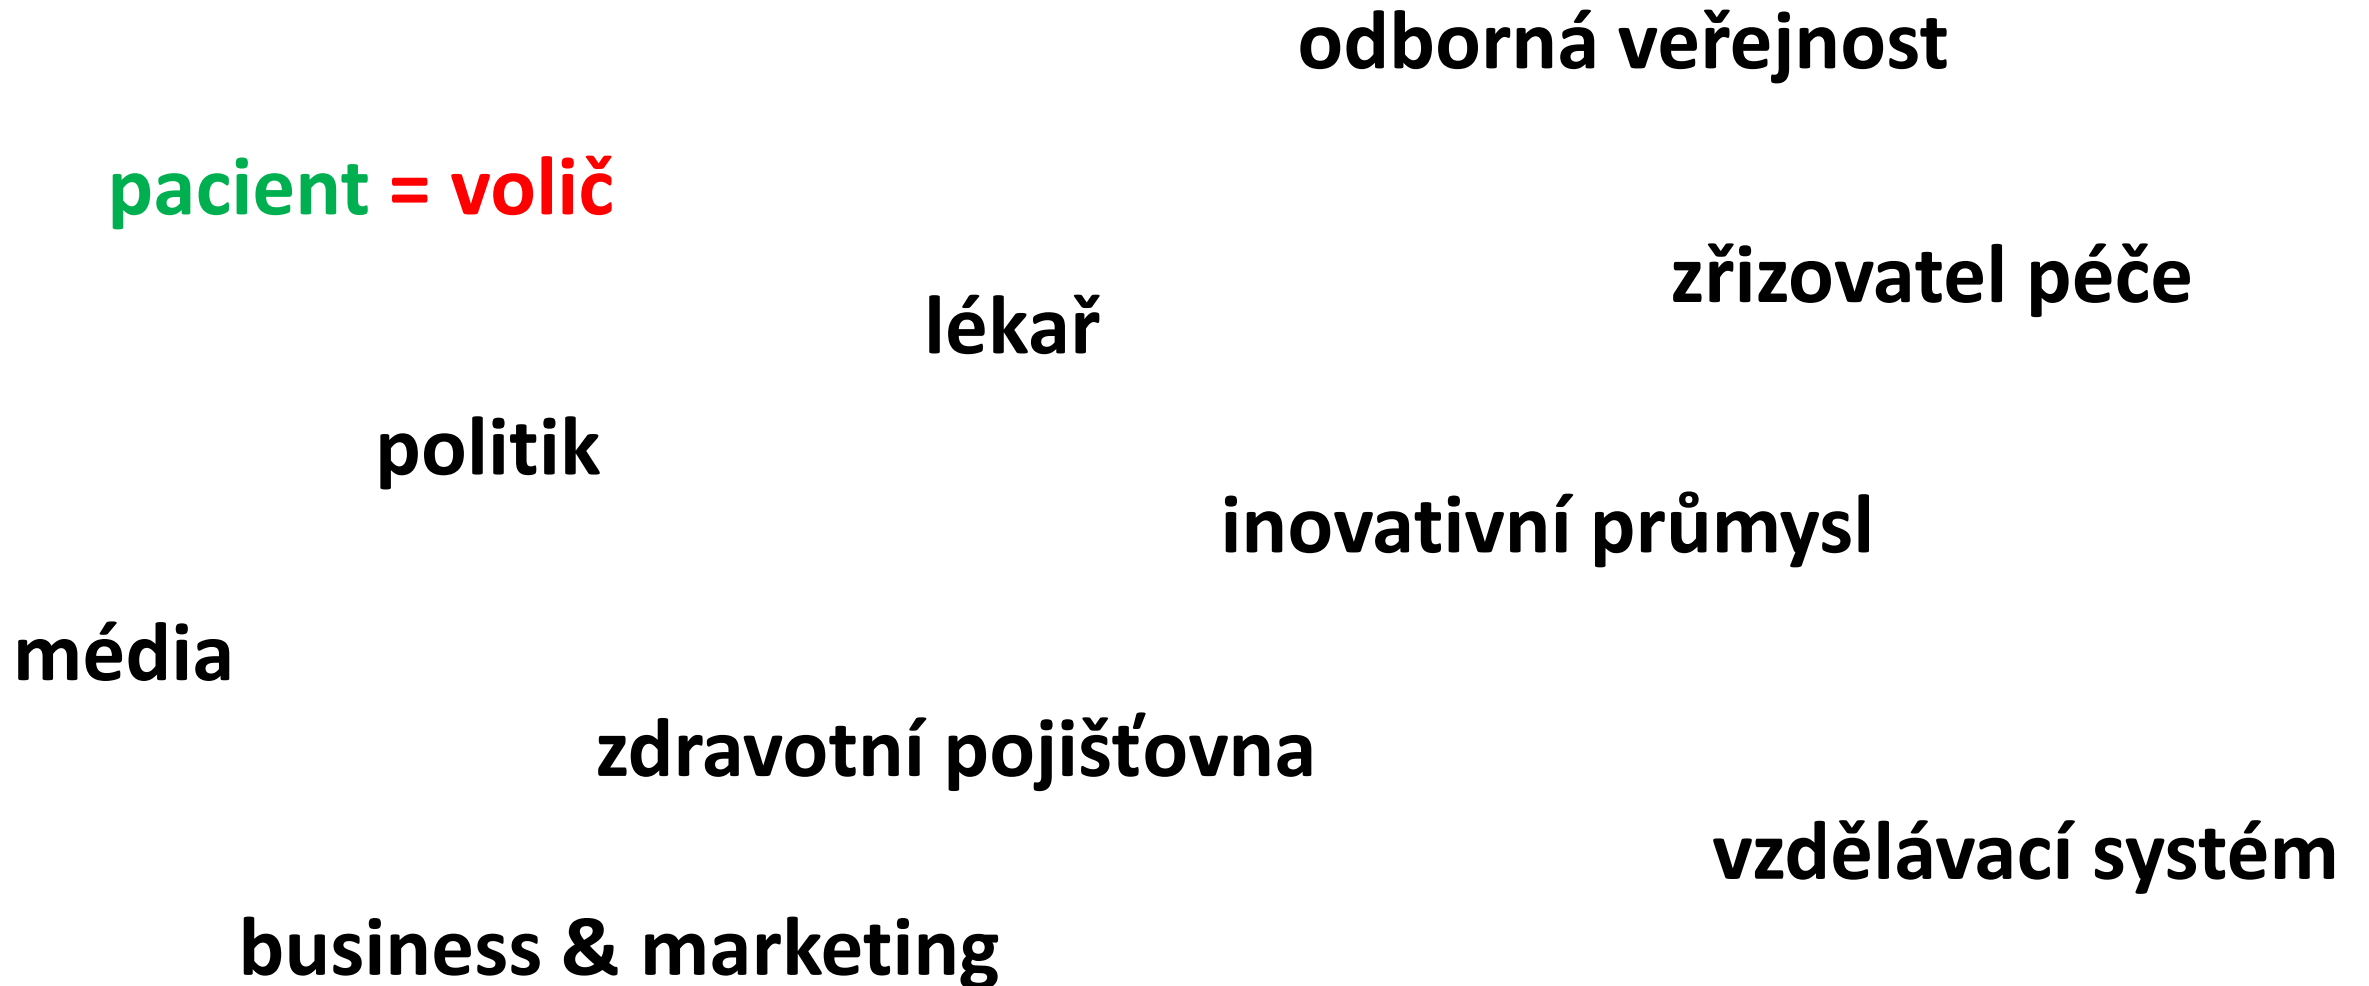 odborná veřejnost
pacient = volič
zřizovatel péče
lékař
politik
inovativní průmysl
média
zdravotní pojišťovna
vzdělávací systém
business & marketing